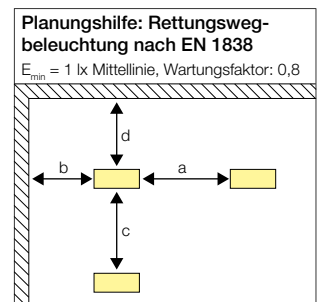 Planungshilfe: Rettungsweg-
beleuchtung nach EN 1838
Emin = 1 lx Mittellinie, Wartungsfaktor: 0,8
d
b
a
c